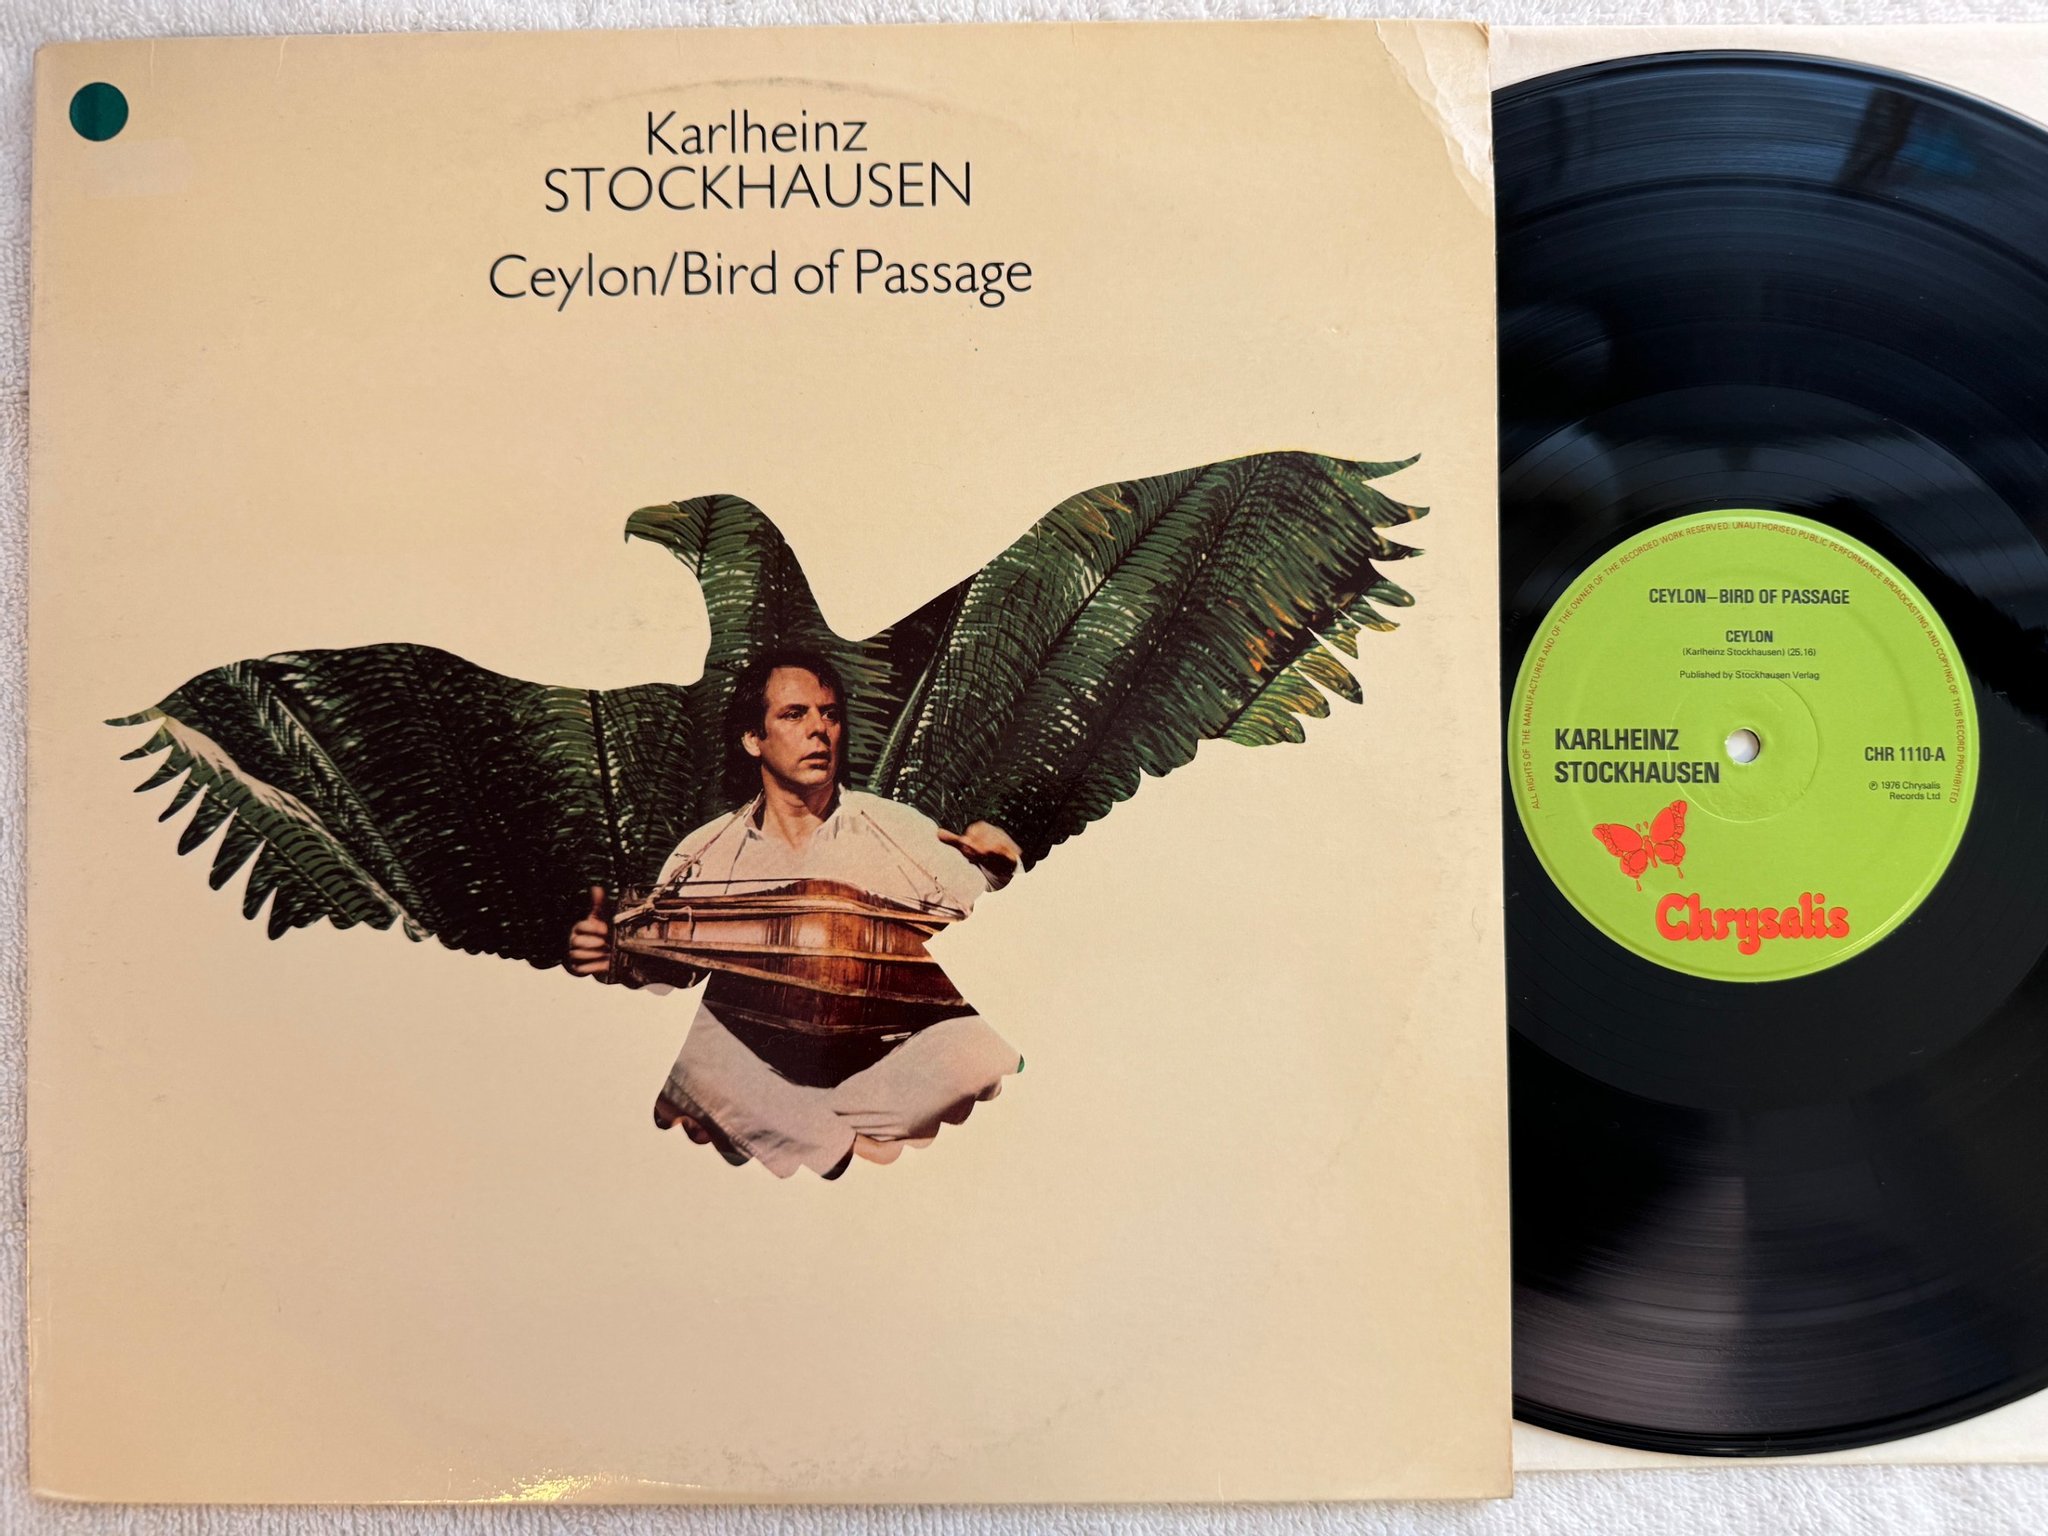 Karlheinz
STOCKHAUSEN
Ceylon/Bird of Passage
ALL RIGHTS OF THE MANUFACTURER AND OF THE OWNER OF THE RECORDED WORK RESERVED. UNAUTHORISED PUBLIC PERFORMANCE BROADCASTING AND COPYING OF THIS RECORD PROHIBITED
CEYLON–BIRD OF PASSAGE
CEYLON
(Karlheinz Stockhausen) (25.16)
Published by Stockhausen Verlag
KARLHEINZ
STOCKHAUSEN
CHR 1110-A
℗ 1976 Chrysalis
Records Ltd
Chrysalis